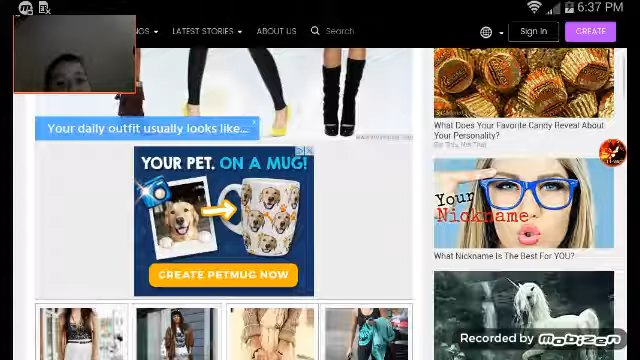 6:37 PM
NGS
LATEST STORIES
ABOUT US
Search
Sign In
CREATE
Your daily outfit usually looks like...
YOUR PET. ON A MUG!
CREATE PETMUG NOW
What Does Your Favorite Candy Reveal About
Your Personality?
Your
Nickname
What Nickname Is The Best For YOU?
Recorded by
MOBIZEN